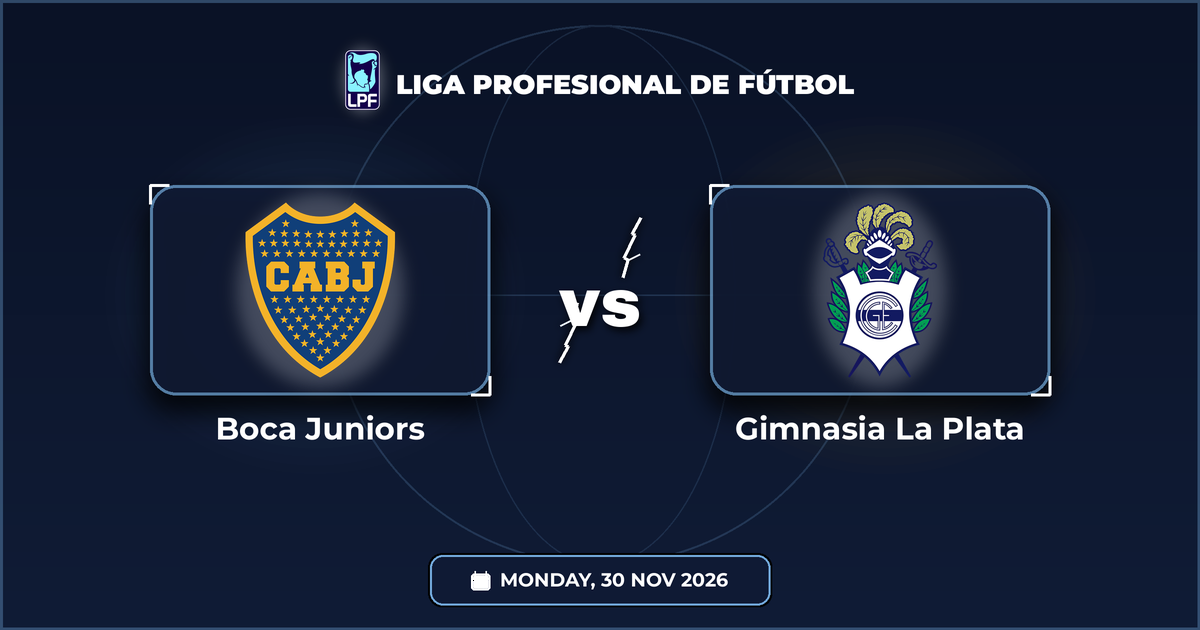 LPF
LIGA PROFESIONAL DE FÚTBOL
CABJ
vs
Boca Juniors
Gimnasia La Plata
MONDAY, 30 NOV 2026